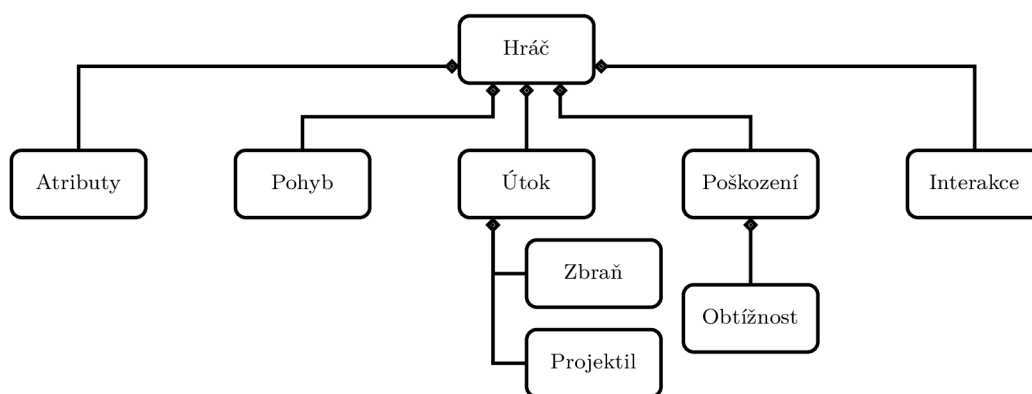 Hráč
Atributy
Pohyb
Útok
Poškození
Interakce
Zbraň
Obtížnost
Projektil